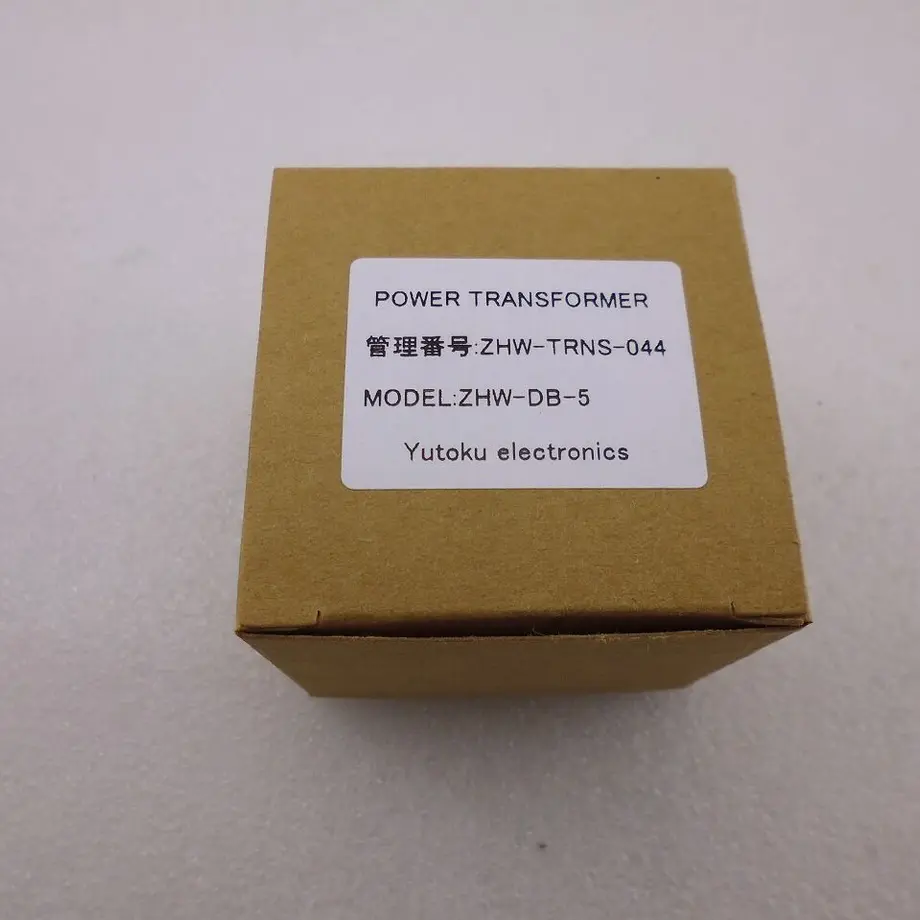 POWER TRANSFORMER
管理番号:ZHW-TRNS-044
MODEL:ZHW-DB-5
Yutoku electronics